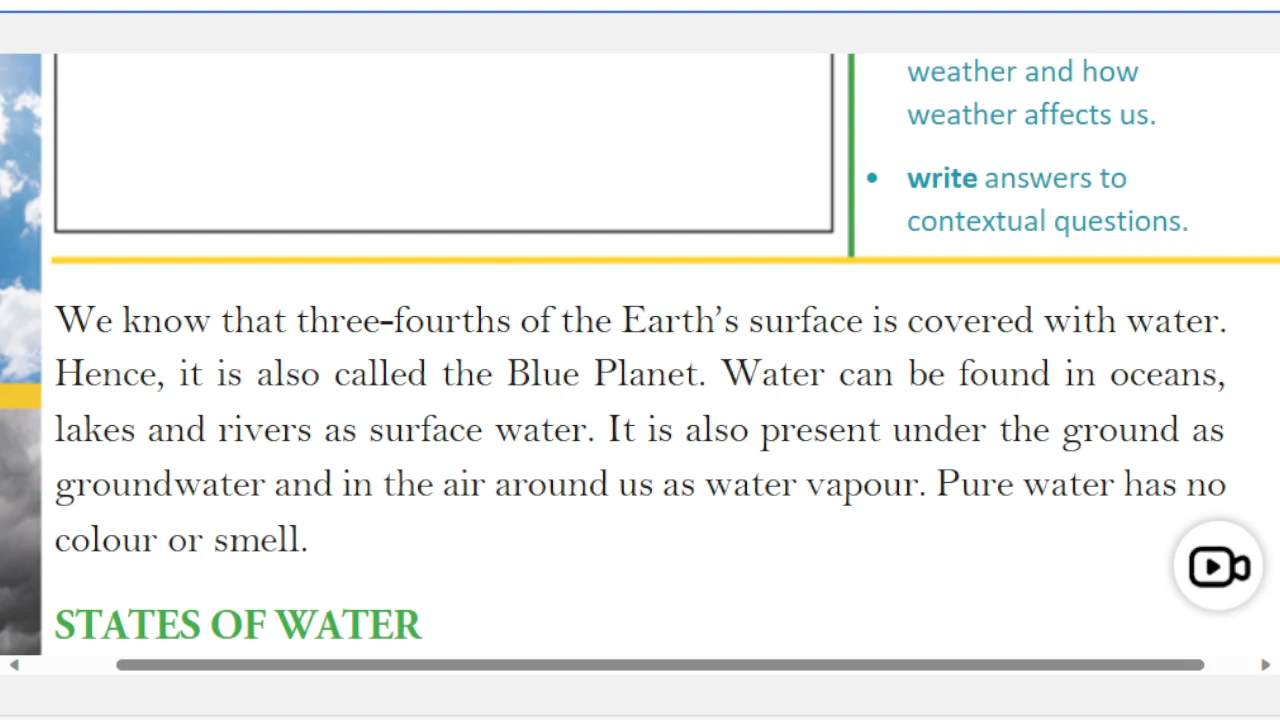 weather and how
weather affects us.
• write answers to
contextual questions.
We know that three-fourths of the Earth’s surface is covered with water.
Hence, it is also called the Blue Planet. Water can be found in oceans,
lakes and rivers as surface water. It is also present under the ground as
groundwater and in the air around us as water vapour. Pure water has no
colour or smell.
STATES OF WATER